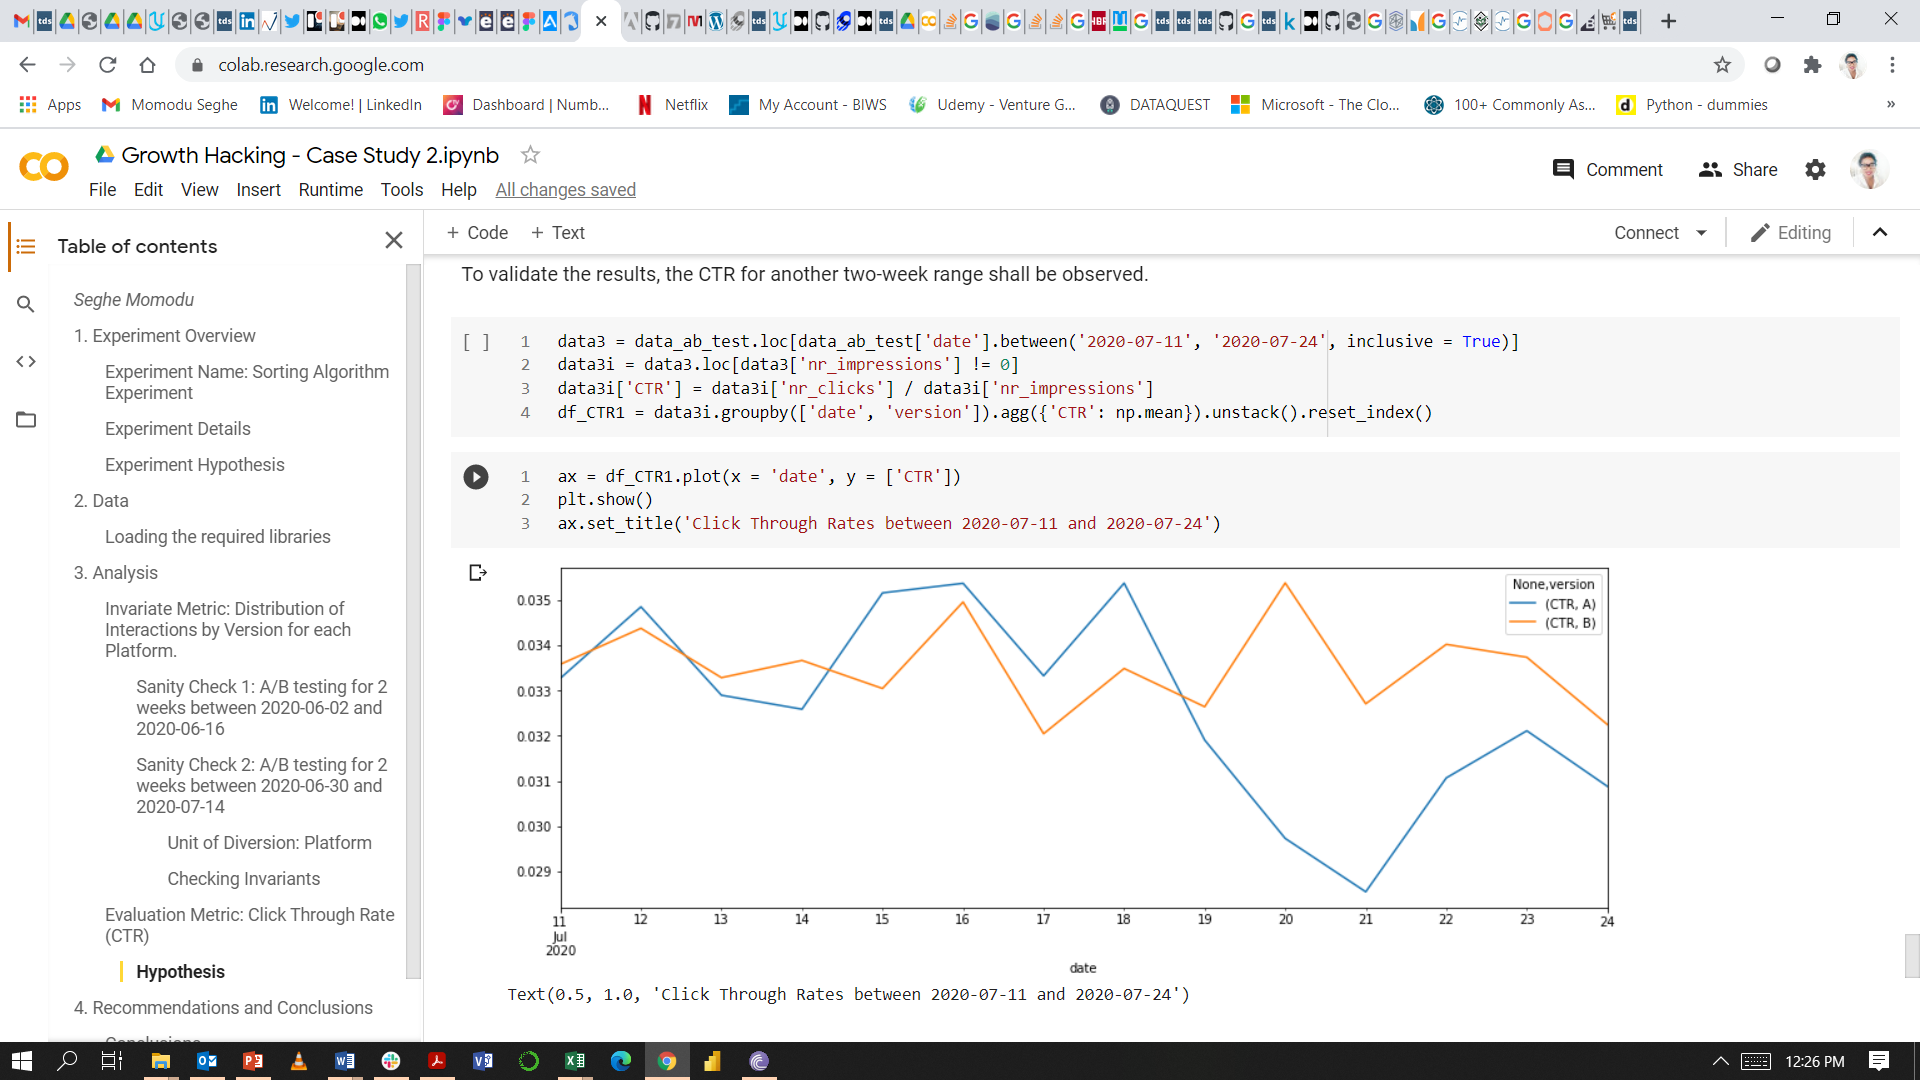 colab.research.google.com
Apps
Momodu Seghe
Welcome! | LinkedIn
Dashboard | Numb...
Netflix
My Account - BIWS
Udemy - Venture G...
DATAQUEST
Microsoft - The Clo...
100+ Commonly As...
Python - dummies
»
Growth Hacking - Case Study 2.ipynb
File Edit View Insert Runtime Tools Help All changes saved
Comment
Share
Table of contents
+ Code + Text
Connect
Editing
Seghe Momodu
1. Experiment Overview
Experiment Name: Sorting Algorithm
Experiment
Experiment Details
Experiment Hypothesis
2. Data
Loading the required libraries
3. Analysis
Invariate Metric: Distribution of
Interactions by Version for each
Platform.
Sanity Check 1: A/B testing for 2
weeks between 2020-06-02 and
2020-06-16
Sanity Check 2: A/B testing for 2
weeks between 2020-06-30 and
2020-07-14
Unit of Diversion: Platform
Checking Invariants
Evaluation Metric: Click Through Rate
(CTR)
Hypothesis
4. Recommendations and Conclusions
To validate the results, the CTR for another two-week range shall be observed.
[ ] 1 data3 = data_ab_test.loc[data_ab_test['date'].between('2020-07-11', '2020-07-24', inclusive = True)]
2 data3i = data3.loc[data3['nr_impressions'] != 0]
3 data3i['CTR'] = data3i['nr_clicks'] / data3i['nr_impressions']
4 df_CTR1 = data3i.groupby(['date', 'version']).agg({'CTR': np.mean}).unstack().reset_index()
1 ax = df_CTR1.plot(x = 'date', y = ['CTR'])
2 plt.show()
3 ax.set_title('Click Through Rates between 2020-07-11 and 2020-07-24')
None,version
(CTR, A)
(CTR, B)
0.035
0.034
0.033
0.032
0.031
0.030
0.029
11 12 13 14 15 16 17 18 19 20 21 22 23 24
Jul
2020
date
Text(0.5, 1.0, 'Click Through Rates between 2020-07-11 and 2020-07-24')
12:26 PM